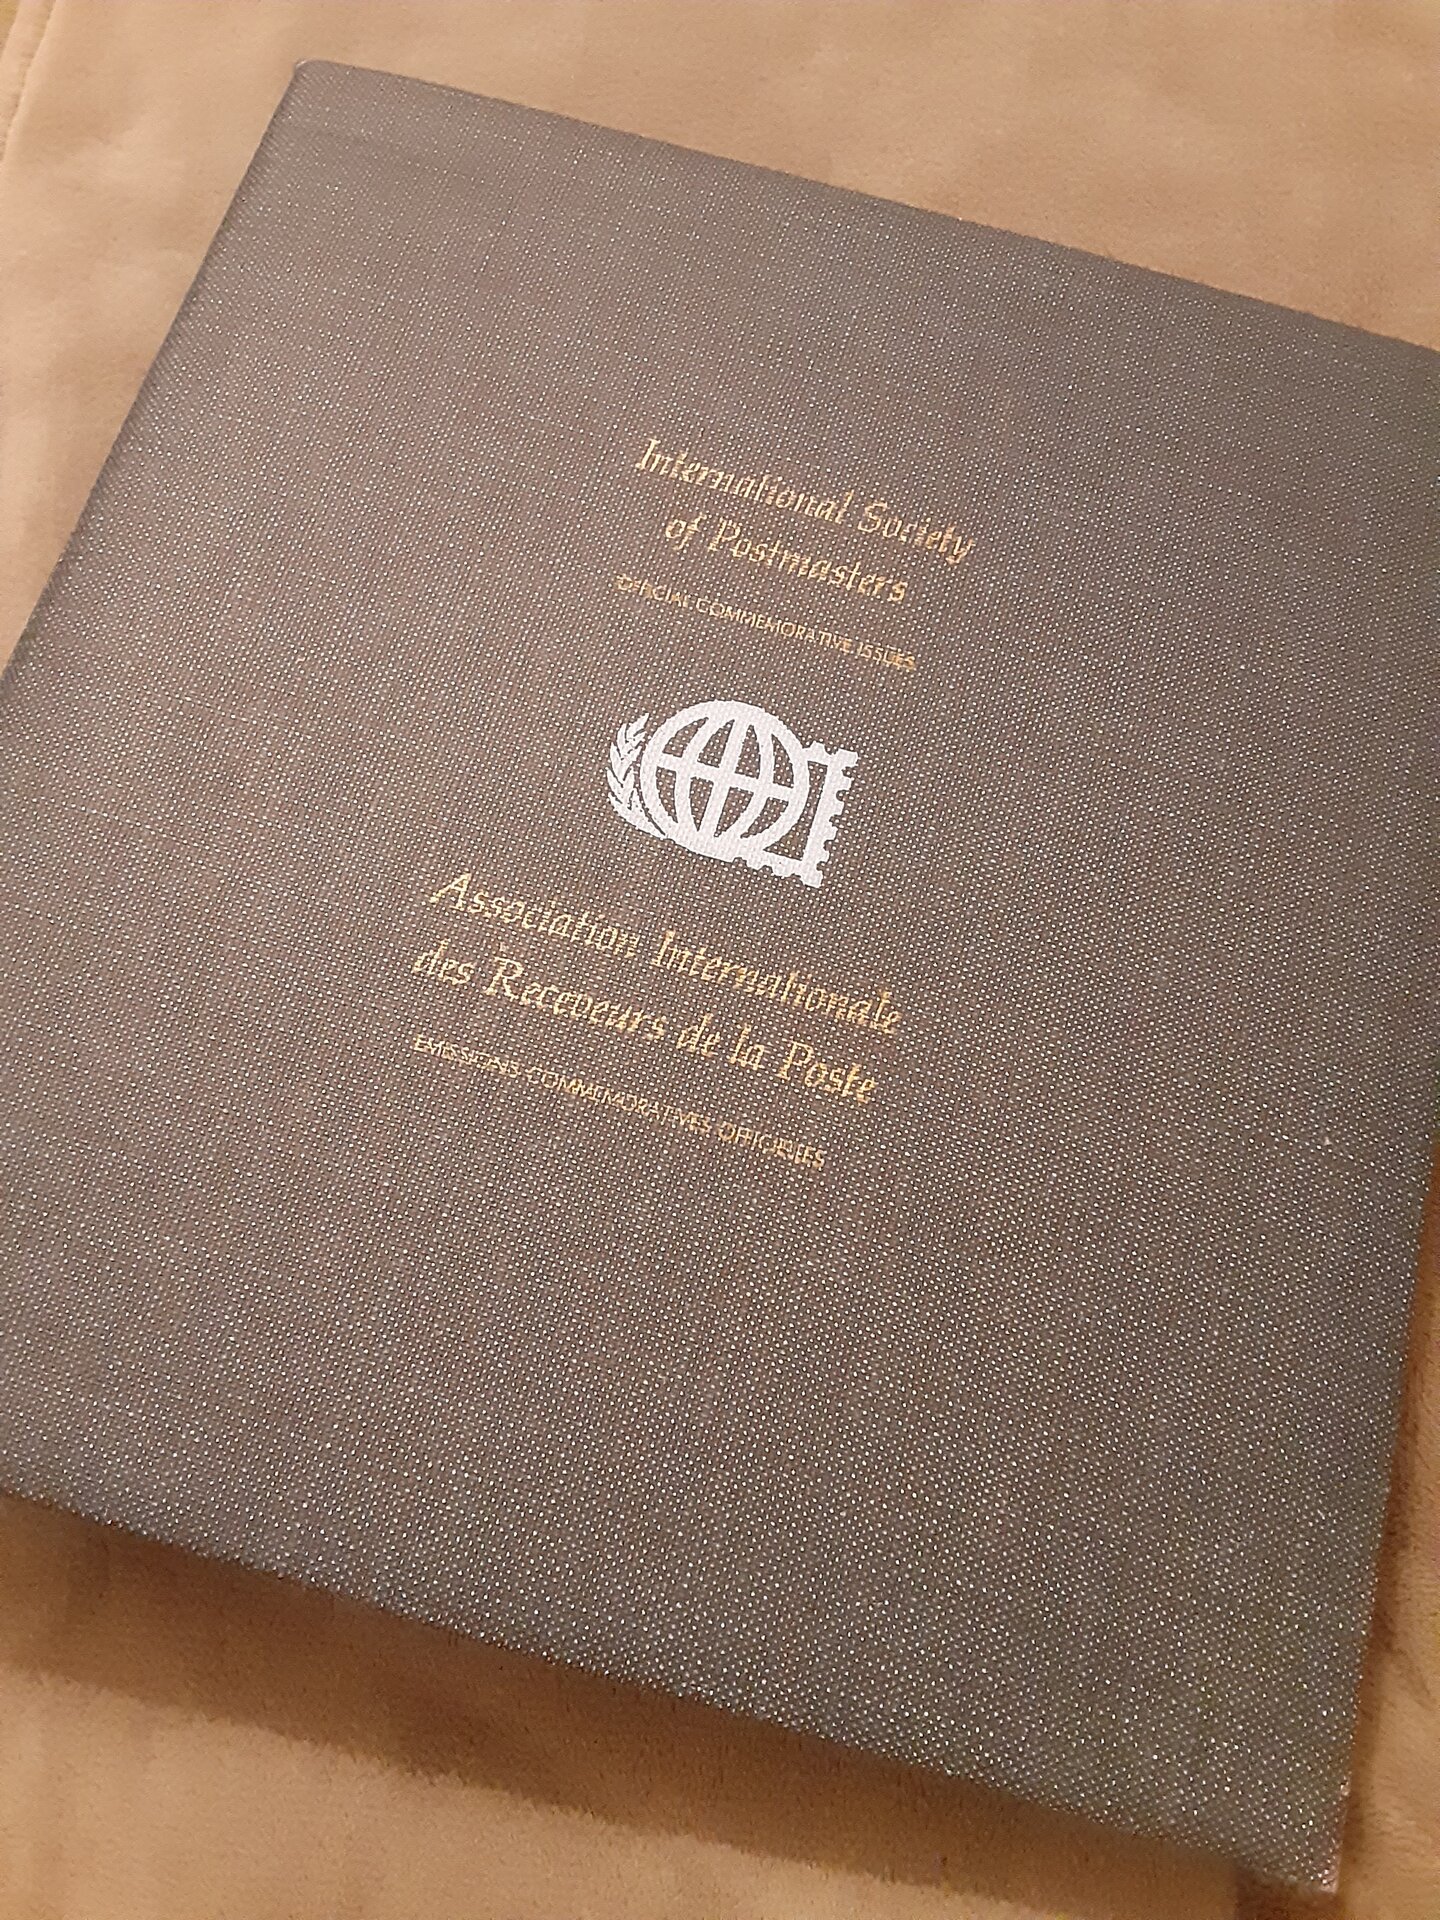 International Society
of Postmasters
OFFICIAL COMMEMORATIVE ISSUES
Association Internationale
des Receveurs de la Poste
EMISSIONS COMMEMORATIVES OFFICIELLES